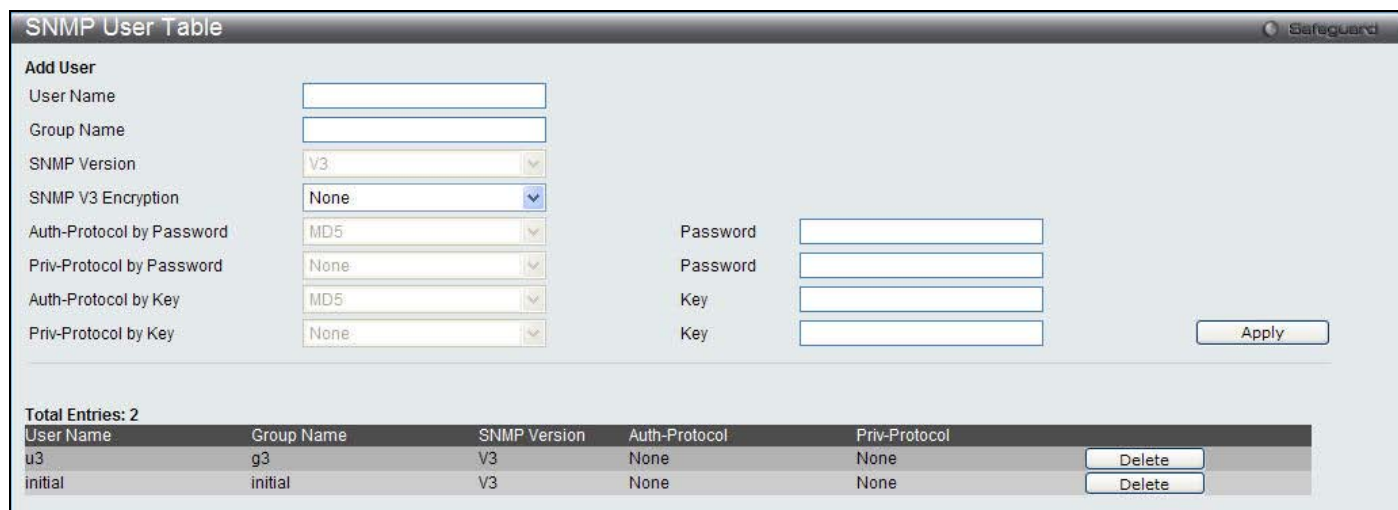 SNMP User Table Safeguard
Add User
User Name
Group Name
SNMP Version V3
SNMP V3 Encryption None
Auth-Protocol by Password MD5 Password
Priv-Protocol by Password None Password
Auth-Protocol by Key MD5 Key
Priv-Protocol by Key None Key Apply
Total Entries: 2
User Name Group Name SNMP Version Auth-Protocol Priv-Protocol
u3 g3 V3 None None Delete
initial initial V3 None None Delete